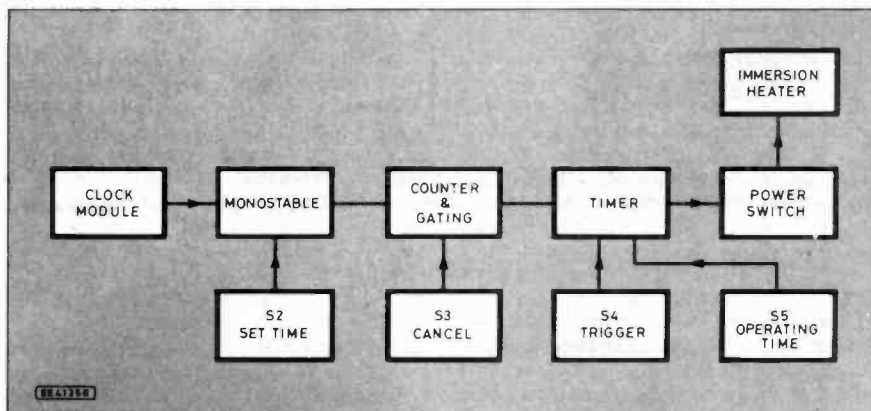 IMMERSION
HEATER
CLOCK
MODULE
MONOSTABLE
COUNTER
&
GATING
TIMER
POWER
SWITCH
S2
SET TIME
S3
CANCEL
S4
TRIGGER
S5
OPERATING
TIME